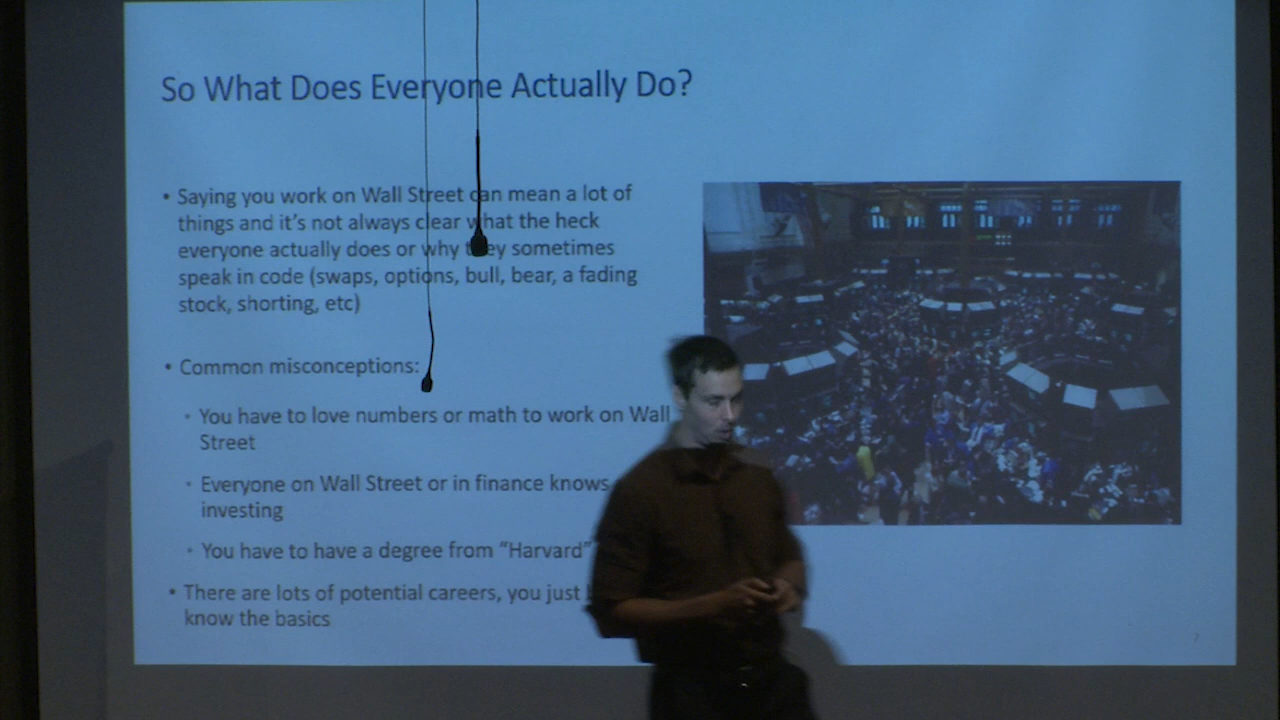 So What Does Everyone Actually Do?
• Saying you work on Wall Street can mean a lot of
things and it's not always clear what the heck
everyone actually does or why they sometimes
speak in code (swaps, options, bull, bear, a fading
stock, shorting, etc)
• Common misconceptions:
• You have to love numbers or math to work on Wall
Street
• Everyone on Wall Street or in finance knows
investing
• You have to have a degree from “Harvard”
• There are lots of potential careers, you just
know the basics